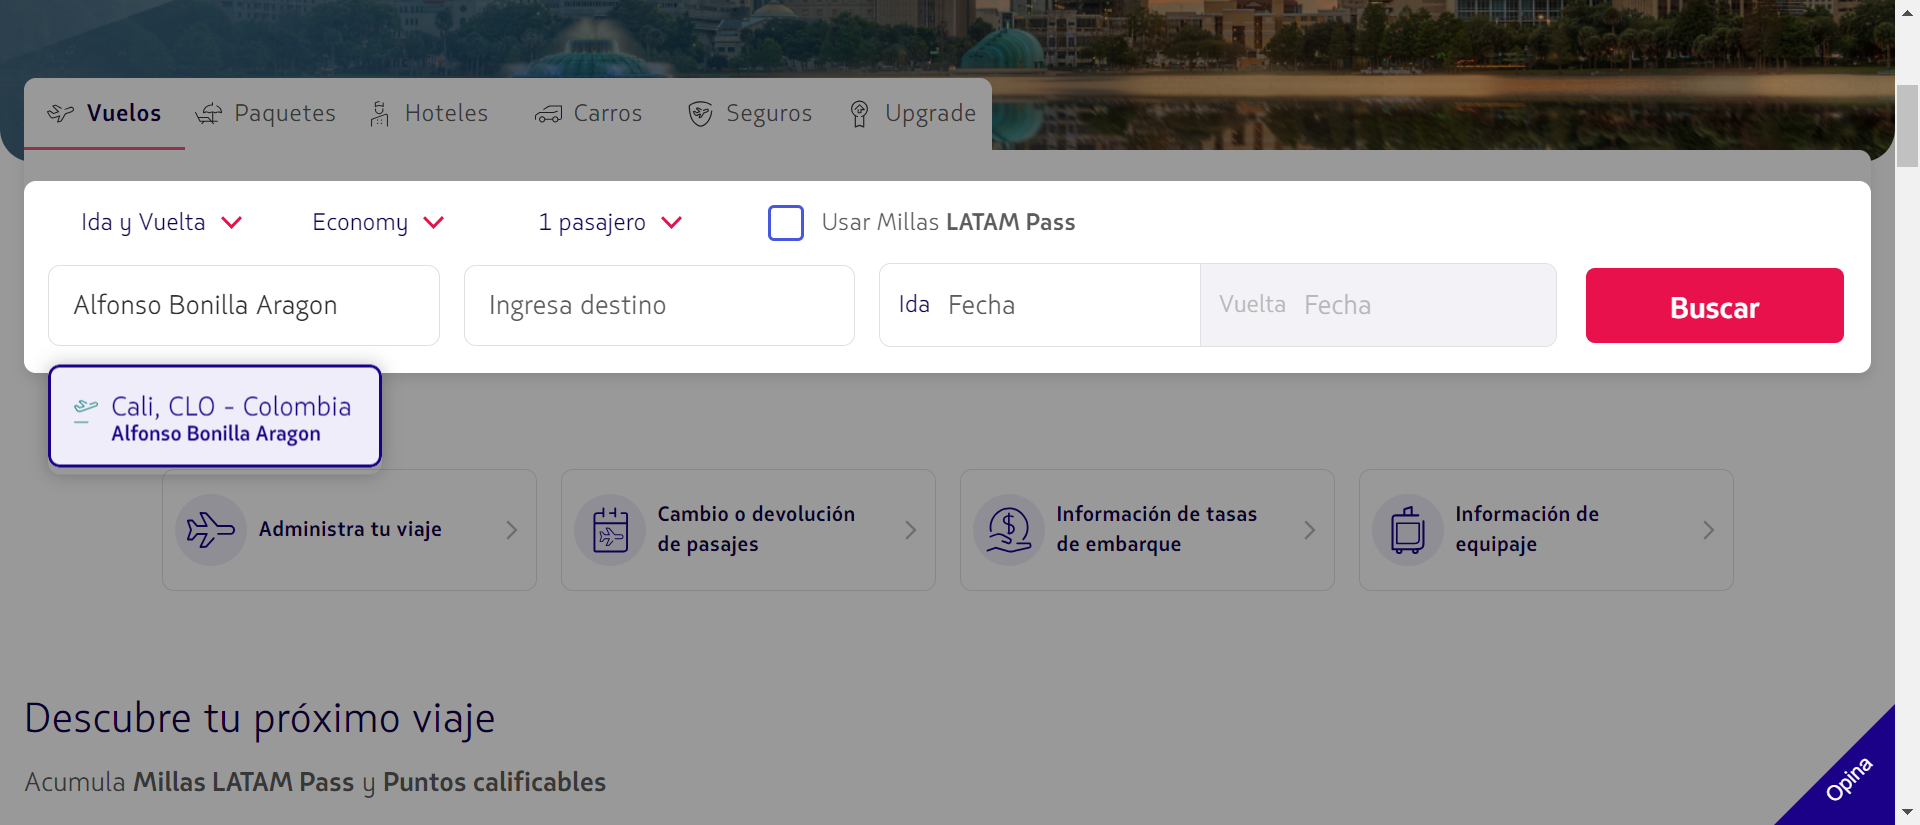 Vuelos
Paquetes
Hoteles
Carros
Seguros
Upgrade
Ida y Vuelta
Economy
1 pasajero
Usar Millas LATAM Pass
Alfonso Bonilla Aragon
Ingresa destino
Ida Fecha
Vuelta Fecha
Buscar
Cali, CLO - Colombia
Alfonso Bonilla Aragon
Administra tu viaje
Cambio o devolución
de pasajes
Información de tasas
de embarque
Información de
equipaje
Descubre tu próximo viaje
Acumula Millas LATAM Pass y Puntos calificables
Opina